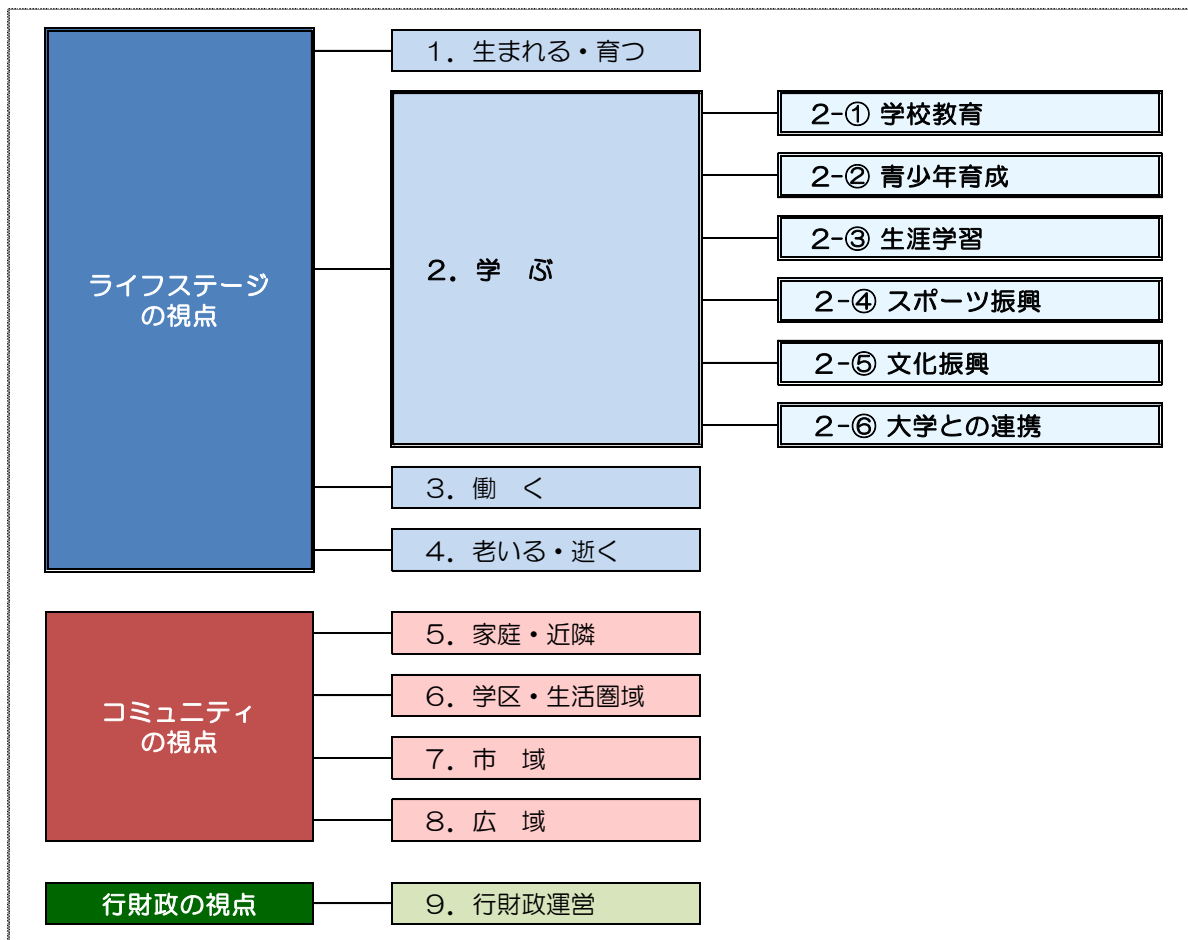 ライフステージ
の視点
１．生まれる・育つ
２．学　ぶ
２-① 学校教育
２-② 青少年育成
２-③ 生涯学習
２-④ スポーツ振興
２-⑤ 文化振興
２-⑥ 大学との連携
３．働　く
４．老いる・逝く
コミュニティ
の視点
５．家庭・近隣
６．学区・生活圏域
７．市　域
８．広　域
行財政の視点
９．行財政運営